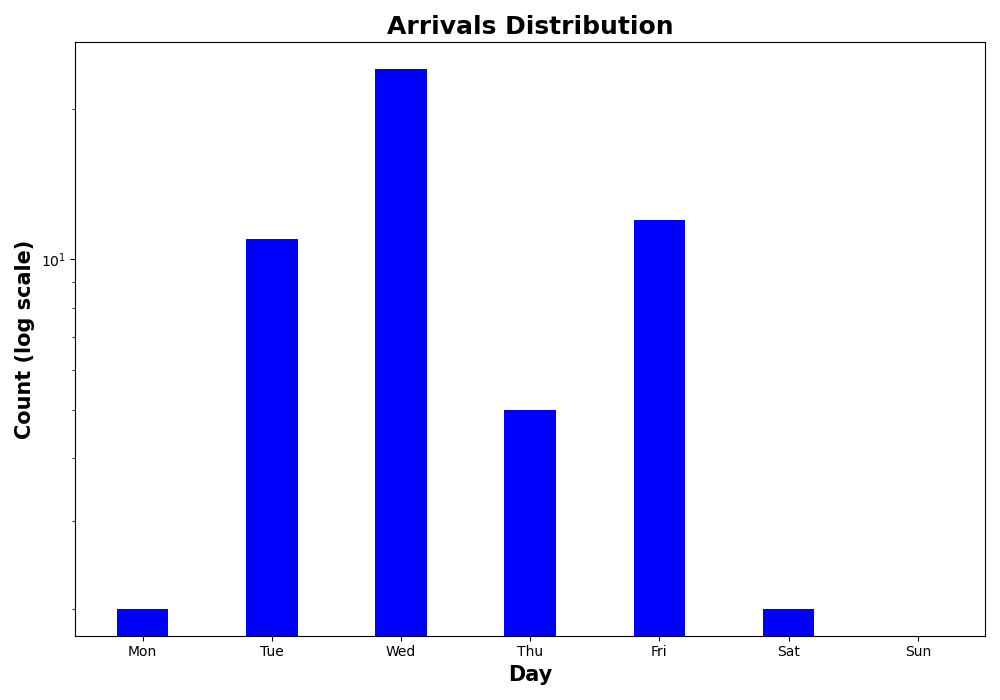 Arrivals Distribution
Count (log scale)
10¹
Mon Tue Wed Thu Fri Sat Sun
Day